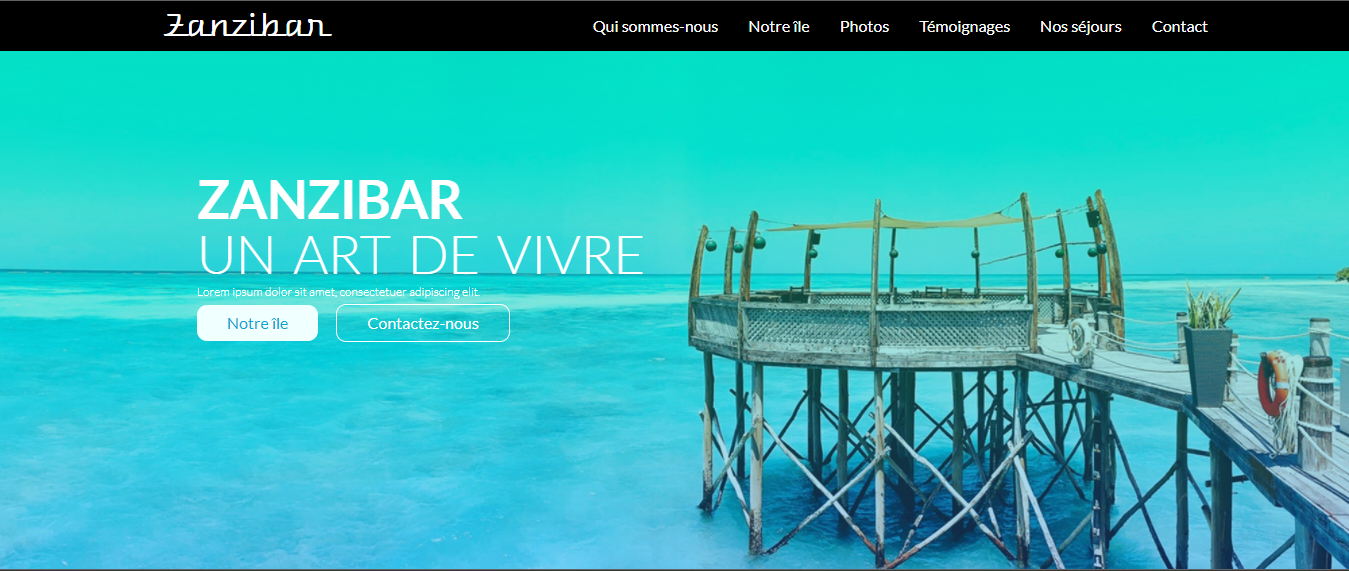 Zanzibar
Qui sommes-nous Notre île Photos Témoignages Nos séjours Contact
ZANZIBAR
UN ART DE VIVRE
Lorem ipsum dolor sit amet, consectetuer adipiscing elit.
Notre île Contactez-nous